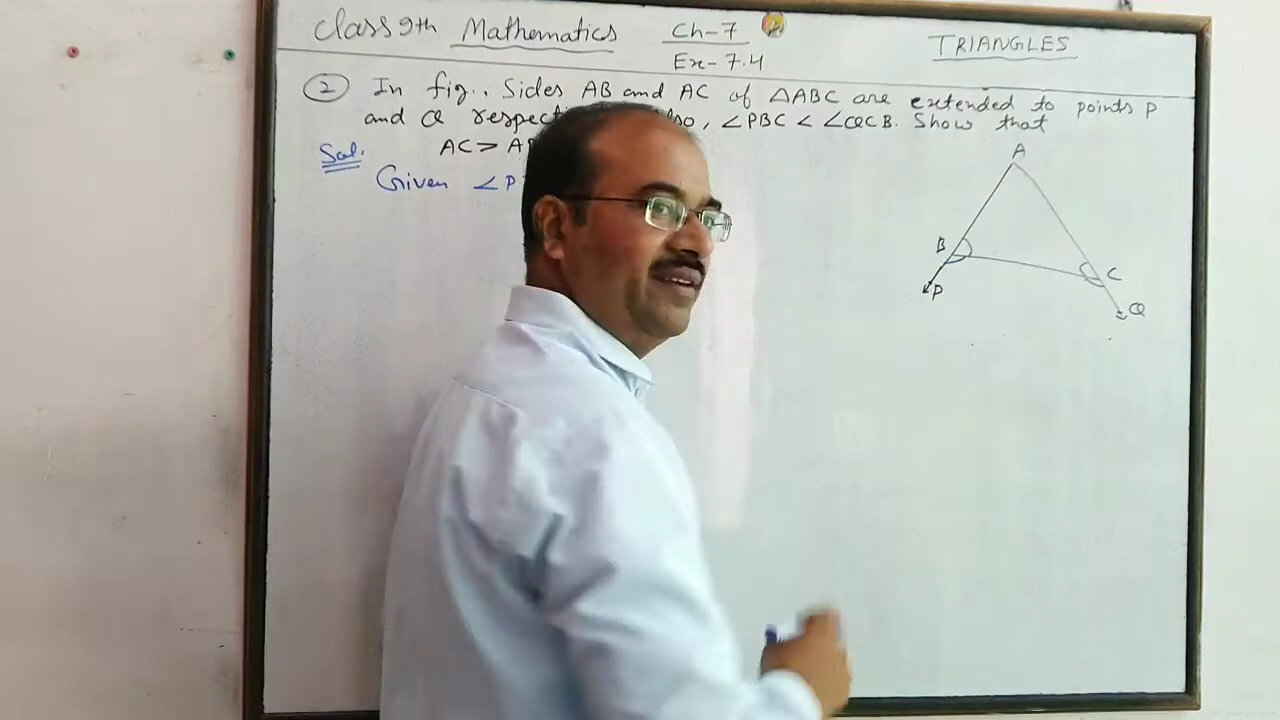 Class 9th Mathematics
Ch-7
Ex-7.4
TRIANGLES
2 In fig., Sides AB and AC of △ABC are extended to points P
and Q , ∠PBC < ∠QCB. Show that
AC >
Sol.
Given ∠P
A
B
C
P
Q